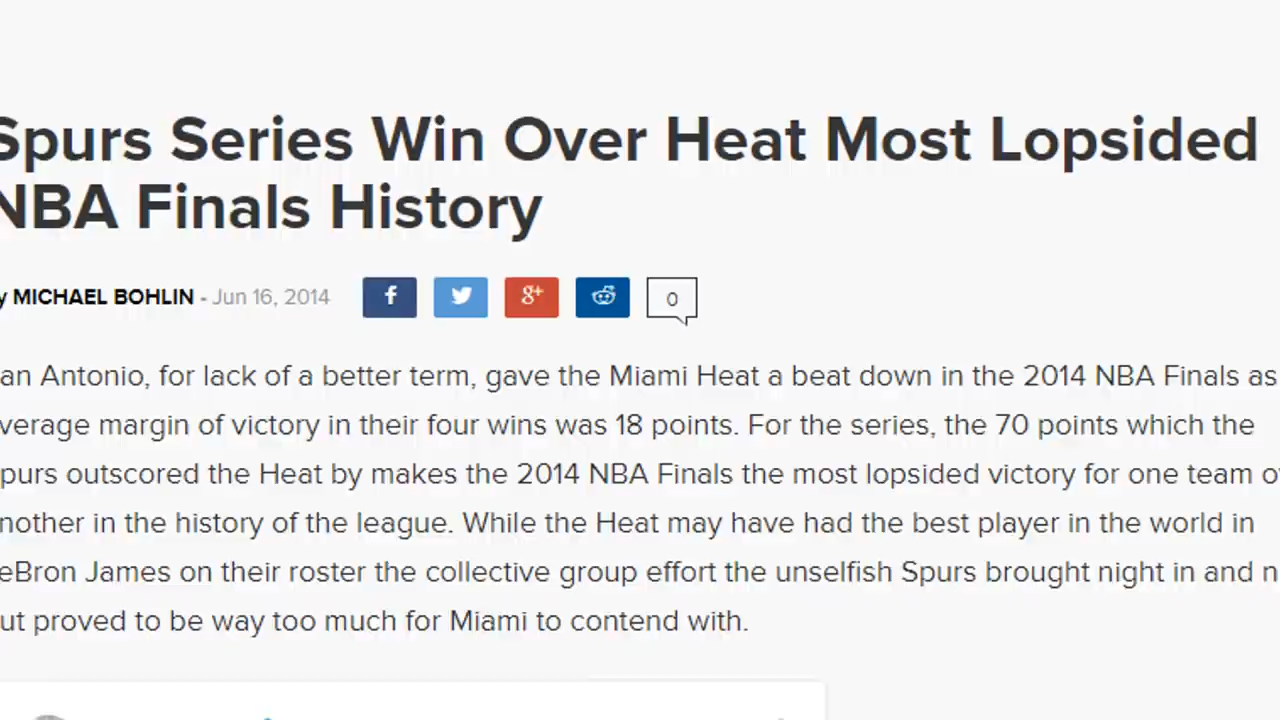 Spurs Series Win Over Heat Most Lopsided
NBA Finals History
y MICHAEL BOHLIN - Jun 16, 2014
f
8+
0
an Antonio, for lack of a better term, gave the Miami Heat a beat down in the 2014 NBA Finals as
verage margin of victory in their four wins was 18 points. For the series, the 70 points which the
purs outscored the Heat by makes the 2014 NBA Finals the most lopsided victory for one team o
nother in the history of the league. While the Heat may have had the best player in the world in
eBron James on their roster the collective group effort the unselfish Spurs brought night in and n
ut proved to be way too much for Miami to contend with.